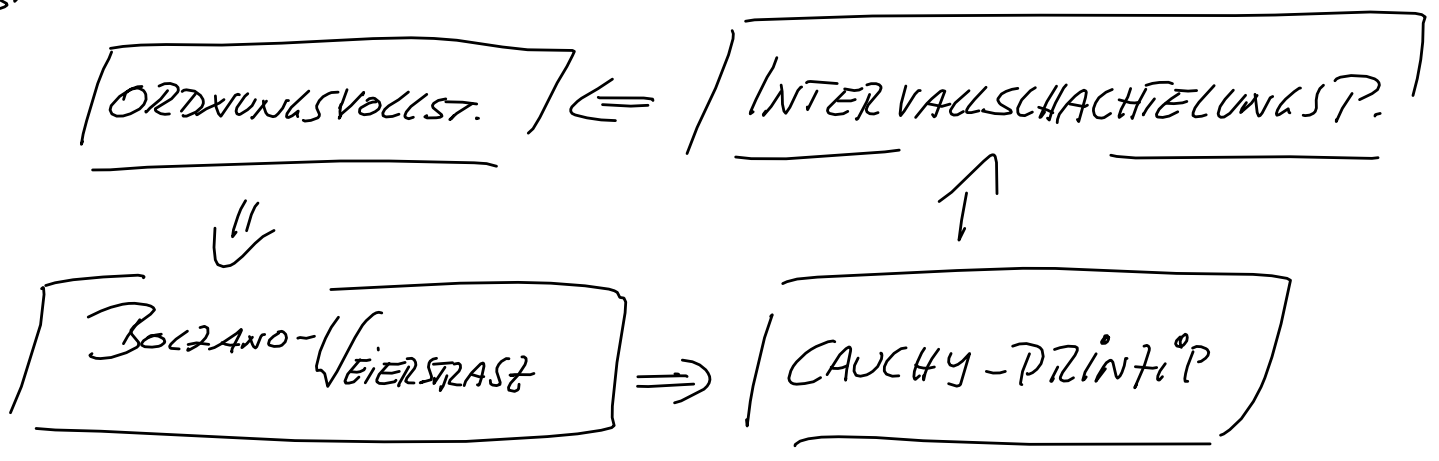 ORDNUNGSVOLLST. ⇐ INTERVALLSCHACHTELUNGSP.
⇓ ⇑
BOLZANO-WEIERSTRASZ ⇒ CAUCHY-PRINZIP